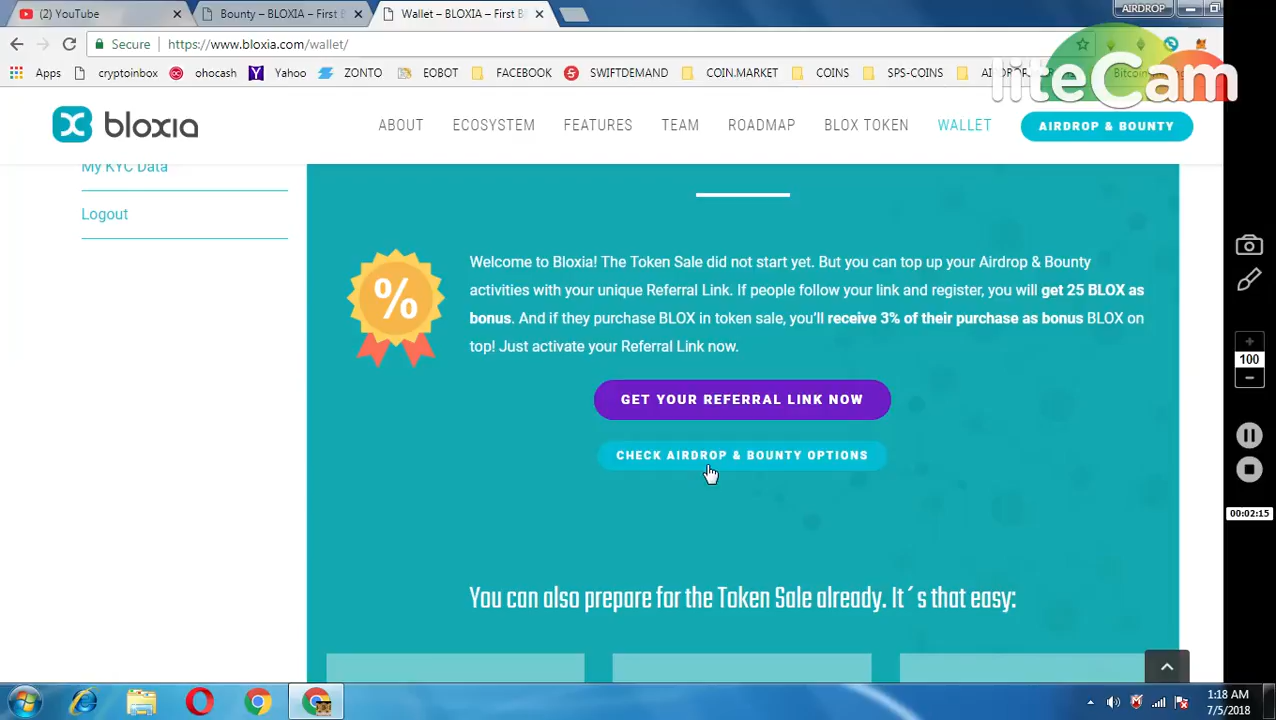 (2) YouTube
Bounty – BLOXIA – First B
Wallet – BLOXIA – First B
AIRDROP
Secure
https://www.bloxia.com/wallet/
Apps
cryptoinbox
ohocash
Yahoo
ZONTO
EOBOT
FACEBOOK
SWIFTDEMAND
COIN.MARKET
COINS
SPS-COINS
liteCam
bloxia
ABOUT
ECOSYSTEM
FEATURES
TEAM
ROADMAP
BLOX TOKEN
WALLET
AIRDROP & BOUNTY
My KYC Data
Logout
%
Welcome to Bloxia! The Token Sale did not start yet. But you can top up your Airdrop & Bounty
activities with your unique Referral Link. If people follow your link and register, you will get 25 BLOX as
bonus. And if they purchase BLOX in token sale, you'll receive 3% of their purchase as bonus BLOX on
top! Just activate your Referral Link now.
GET YOUR REFERRAL LINK NOW
CHECK AIRDROP & BOUNTY OPTIONS
You can also prepare for the Token Sale already. It´s that easy:
100
00:02:15
1:18 AM
7/5/2018